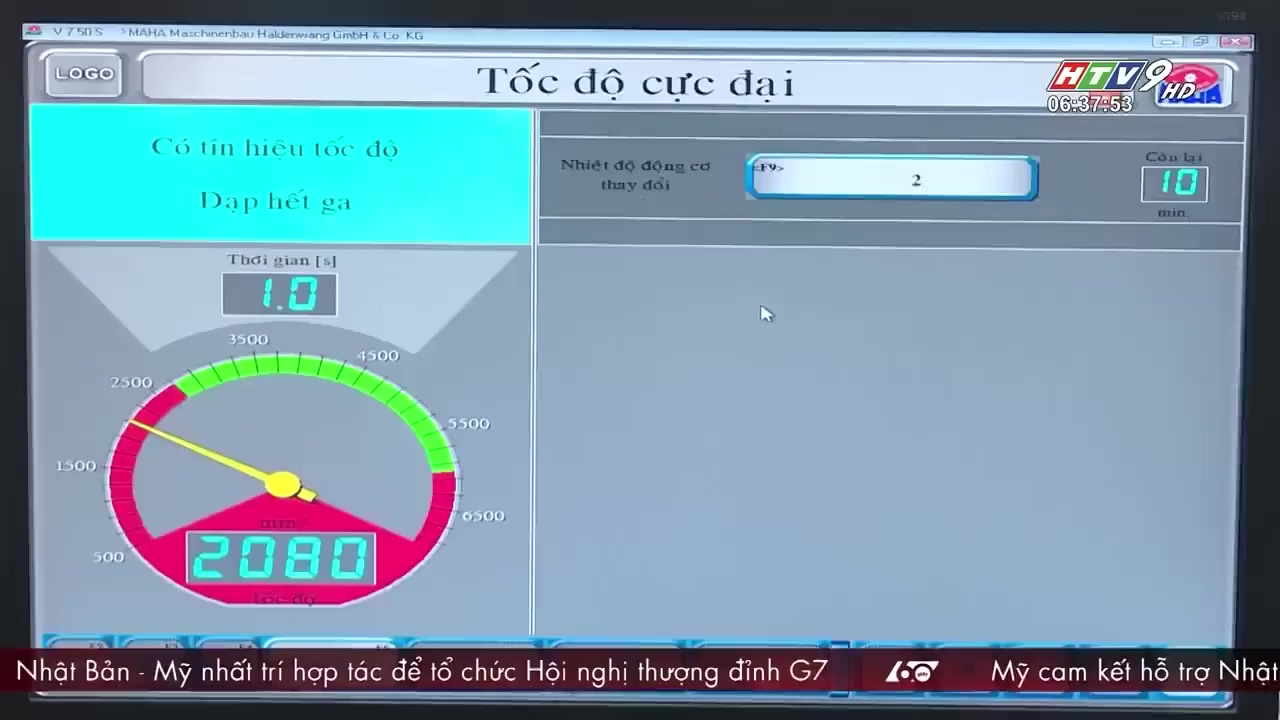 V 7.50 S > MAHA Maschinenbau Haldenwang GmbH & Co. KG
LOGO
Tốc độ cực đại
HTV9 HD
06:37:53
MAHA
Có tín hiệu tốc độ
Đạp hết ga
Nhiệt độ động cơ
thay đổi
<F9>
2
Còn lại
10
min.
Thời gian [s]
1.0
3500
4500
2500
5500
1500
6500
500
2080
Tốc độ
Nhật Bản - Mỹ nhất trí hợp tác để tổ chức Hội nghị thượng đỉnh G7
60
Mỹ cam kết hỗ trợ Nhật